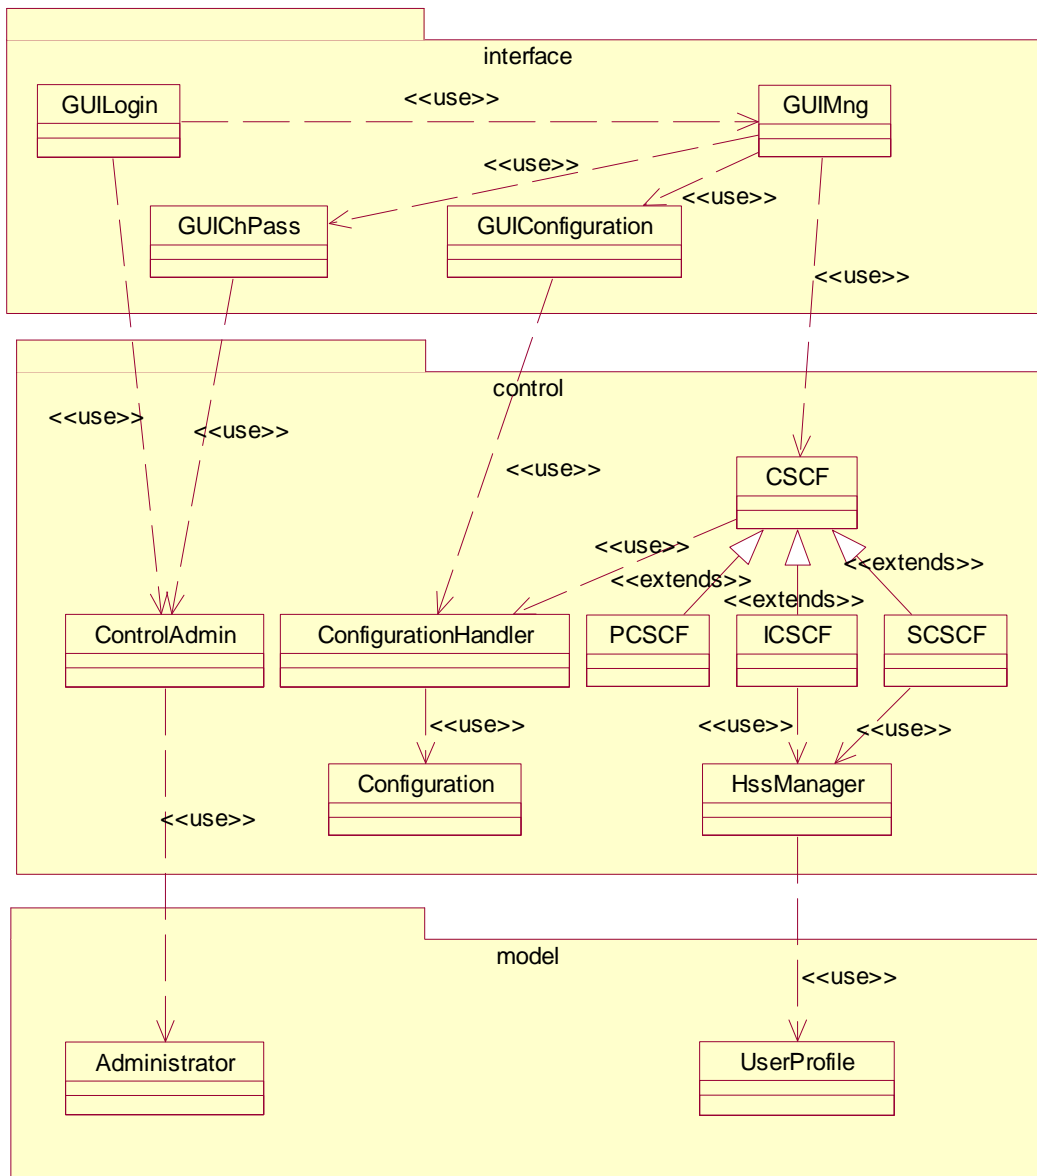 interface
GUILogin
<<use>>
GUIMng
<<use>>
<<use>>
GUIChPass
GUIConfiguration
<<use>>
control
<<use>>
<<use>>
<<use>>
CSCF
<<use>>
<<extends>>
<<extends>>
<<extends>>
ControlAdmin
ConfigurationHandler
PCSCF
ICSCF
SCSCF
<<use>>
<<use>>
<<use>>
Configuration
HssManager
<<use>>
model
<<use>>
Administrator
UserProfile